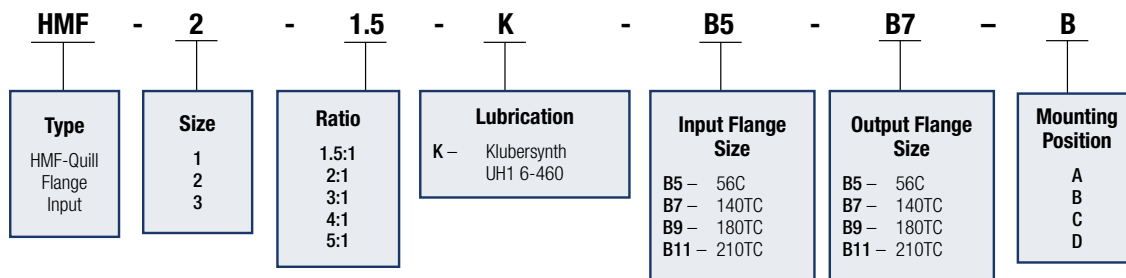 HMF - 2 - 1.5 - K - B5 - B7 – B
Type
HMF-Quill
Flange
Input
Size
1
2
3
Ratio
1.5:1
2:1
3:1
4:1
5:1
Lubrication
K – Klubersynth
UH1 6-460
Input Flange
Size
B5 – 56C
B7 – 140TC
B9 – 180TC
B11 – 210TC
Output Flange
Size
B5 – 56C
B7 – 140TC
B9 – 180TC
B11 – 210TC
Mounting
Position
A
B
C
D